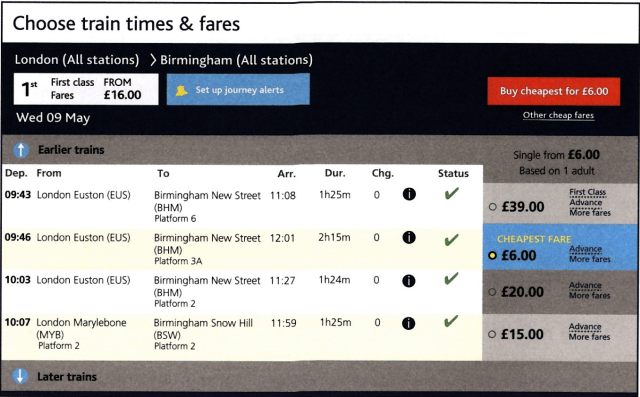 Choose train times & fares
London (All stations) > Birmingham (All stations)
1st First class Fares FROM £16.00
Set up journey alerts
Buy cheapest for £6.00
Wed 09 May
Other cheap fares
Earlier trains
Single from £6.00
Based on 1 adult
Dep. From To Arr. Dur. Chg. Status
09:43 London Euston (EUS) Birmingham New Street 11:08 1h25m 0 i ✔
(BHM)
Platform 6
£39.00
First Class
Advance
More fares
09:46 London Euston (EUS) Birmingham New Street 12:01 2h15m 0 i ✔
(BHM)
Platform 3A
CHEAPEST FARE
£6.00
Advance
More fares
10:03 London Euston (EUS) Birmingham New Street 11:27 1h24m 0 i ✔
(BHM)
Platform 2
£20.00
Advance
More fares
10:07 London Marylebone Birmingham Snow Hill 11:59 1h25m 0 i ✔
(MYB) (BSW)
Platform 2 Platform 2
£15.00
Advance
More fares
Later trains